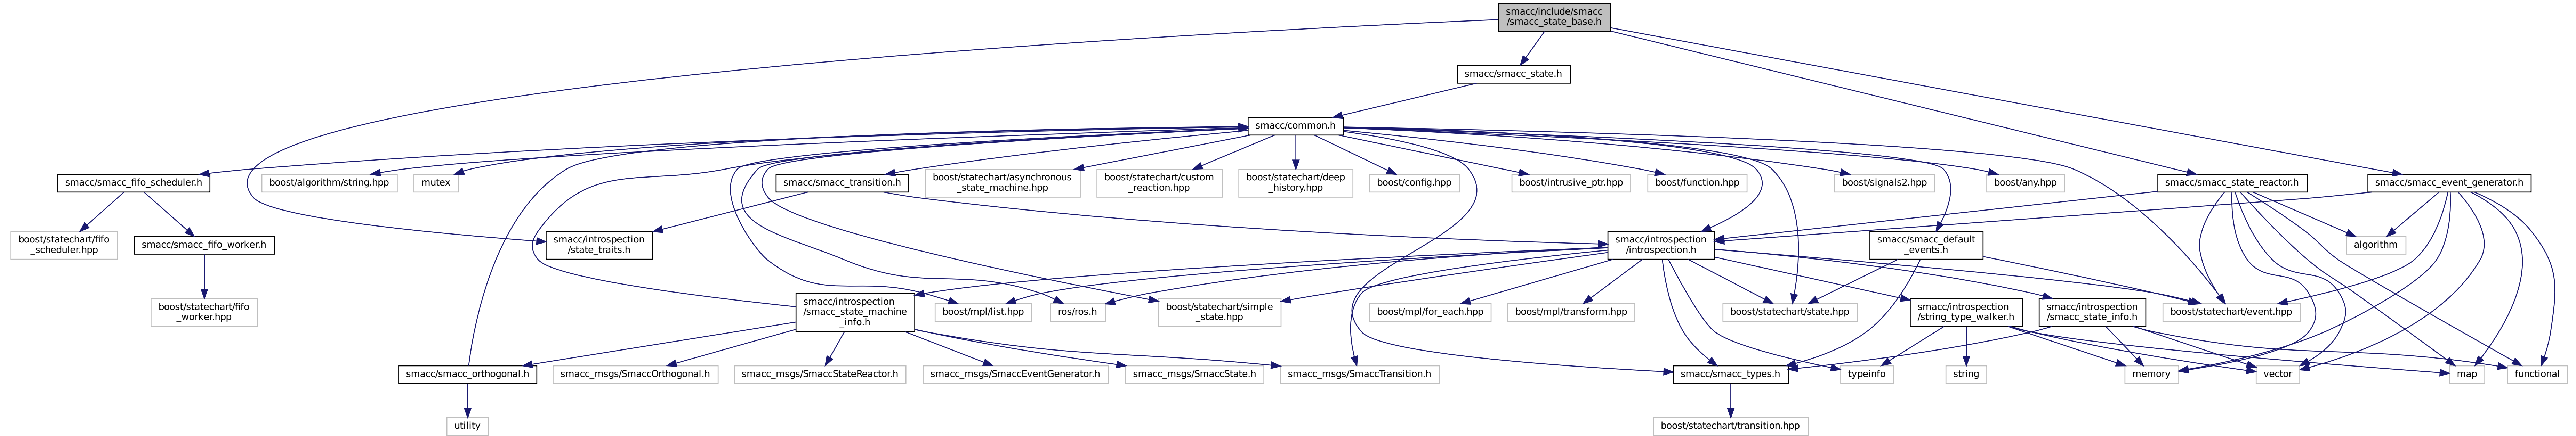 smacc/include/smacc
/smacc_state_base.h
smacc/smacc_state.h
smacc/common.h
smacc/smacc_fifo_scheduler.h
boost/algorithm/string.hpp
mutex
smacc/smacc_transition.h
boost/statechart/asynchronous
_state_machine.hpp
boost/statechart/custom
_reaction.hpp
boost/statechart/deep
_history.hpp
boost/config.hpp
boost/intrusive_ptr.hpp
boost/function.hpp
boost/signals2.hpp
boost/any.hpp
smacc/smacc_state_reactor.h
smacc/smacc_event_generator.h
boost/statechart/fifo
_scheduler.hpp
smacc/smacc_fifo_worker.h
smacc/introspection
/state_traits.h
smacc/introspection
/introspection.h
smacc/smacc_default
_events.h
algorithm
boost/statechart/fifo
_worker.hpp
smacc/introspection
/smacc_state_machine
_info.h
boost/mpl/list.hpp
ros/ros.h
boost/statechart/simple
_state.hpp
boost/mpl/for_each.hpp
boost/mpl/transform.hpp
boost/statechart/state.hpp
smacc/introspection
/string_type_walker.h
smacc/introspection
/smacc_state_info.h
boost/statechart/event.hpp
smacc/smacc_orthogonal.h
smacc_msgs/SmaccOrthogonal.h
smacc_msgs/SmaccStateReactor.h
smacc_msgs/SmaccEventGenerator.h
smacc_msgs/SmaccState.h
smacc_msgs/SmaccTransition.h
smacc/smacc_types.h
typeinfo
string
memory
vector
map
functional
utility
boost/statechart/transition.hpp